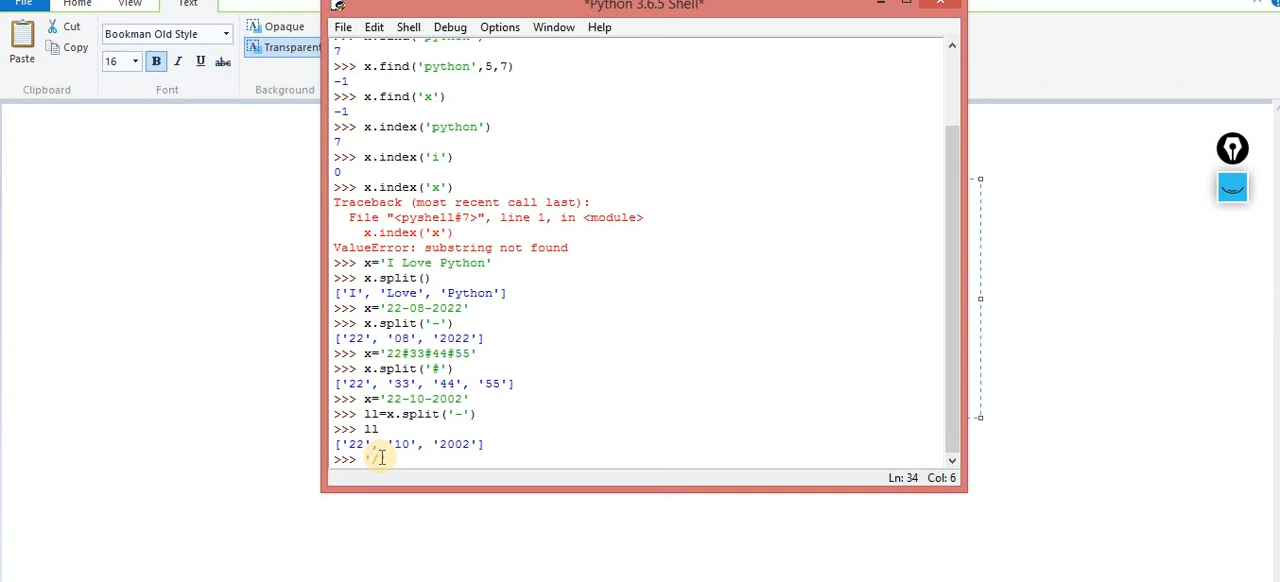 File Home View Text
*Python 3.6.5 Shell*
Cut
Copy
Paste
Clipboard
Bookman Old Style
16 B I U abc
Font
Opaque
Transparent
Background
File Edit Shell Debug Options Window Help
7
>>> x.find('python',5,7)
-1
>>> x.find('x')
-1
>>> x.index('python')
7
>>> x.index('i')
0
>>> x.index('x')
Traceback (most recent call last):
  File "<pyshell#7>", line 1, in <module>
    x.index('x')
ValueError: substring not found
>>> x='I Love Python'
>>> x.split()
['I', 'Love', 'Python']
>>> x='22-08-2022'
>>> x.split('-')
['22', '08', '2022']
>>> x='22#33#44#55'
>>> x.split('#')
['22', '33', '44', '55']
>>> x='22-10-2002'
>>> ll=x.split('-')
>>> ll
['22', '10', '2002']
>>> '/
Ln: 34 Col: 6